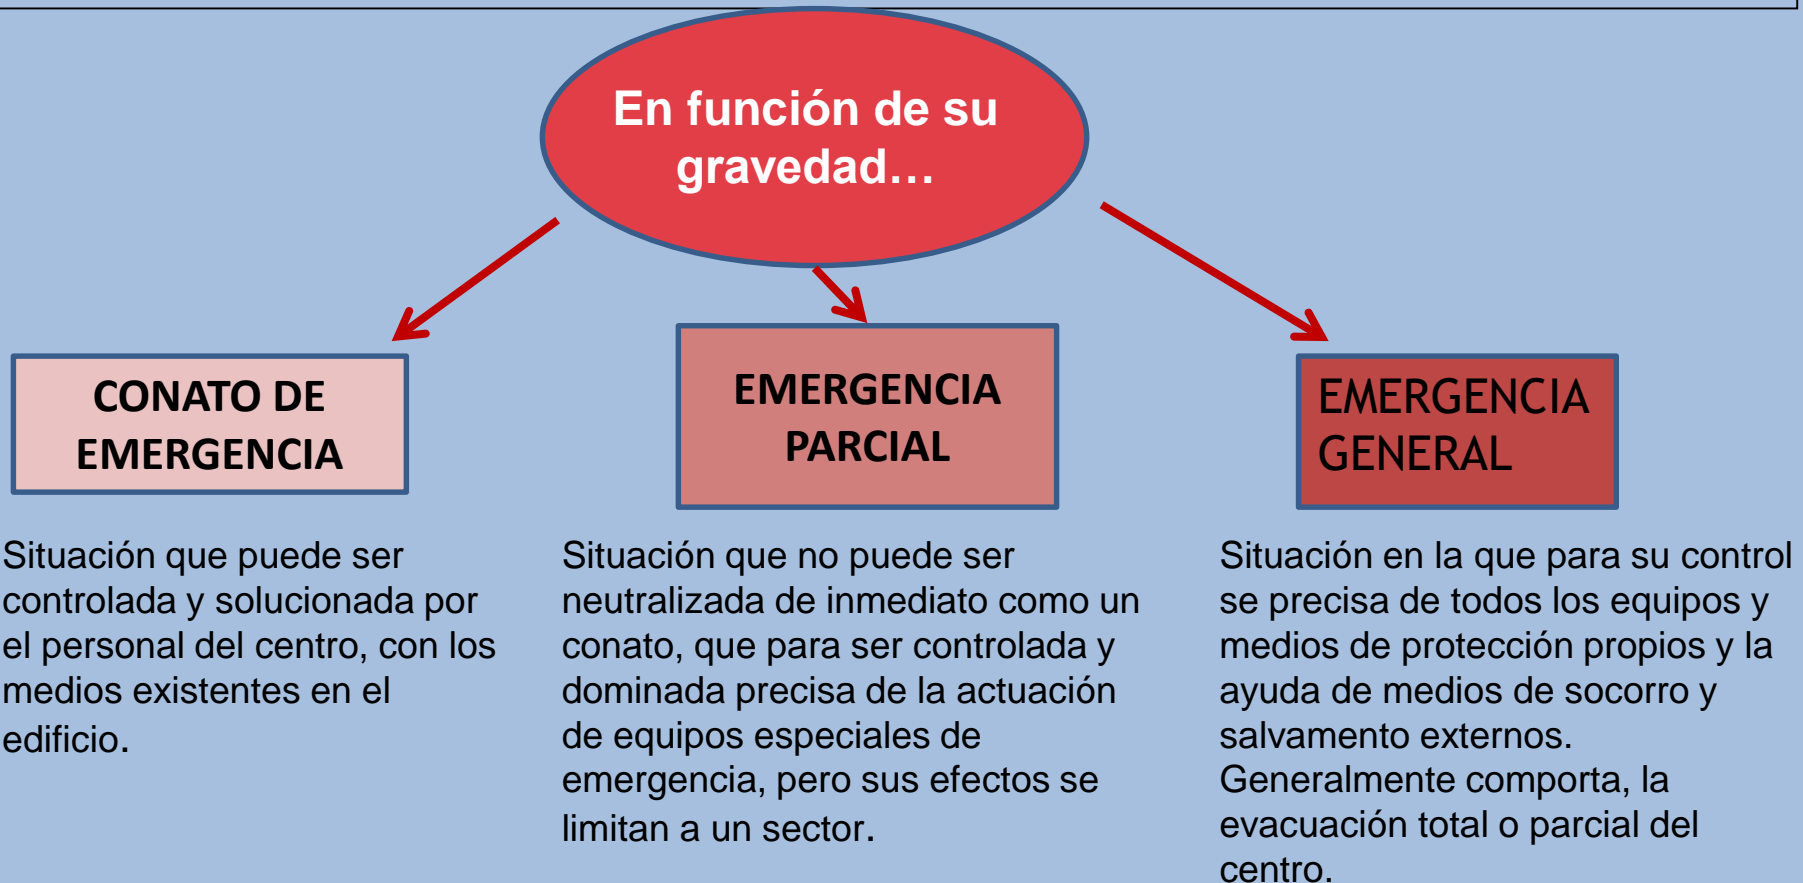 En función de su
gravedad…
CONATO DE
EMERGENCIA
EMERGENCIA
PARCIAL
EMERGENCIA
GENERAL
Situación que puede ser
controlada y solucionada por
el personal del centro, con los
medios existentes en el
edificio.
Situación que no puede ser
neutralizada de inmediato como un
conato, que para ser controlada y
dominada precisa de la actuación
de equipos especiales de
emergencia, pero sus efectos se
limitan a un sector.
Situación en la que para su control
se precisa de todos los equipos y
medios de protección propios y la
ayuda de medios de socorro y
salvamento externos.
Generalmente comporta, la
evacuación total o parcial del
centro.